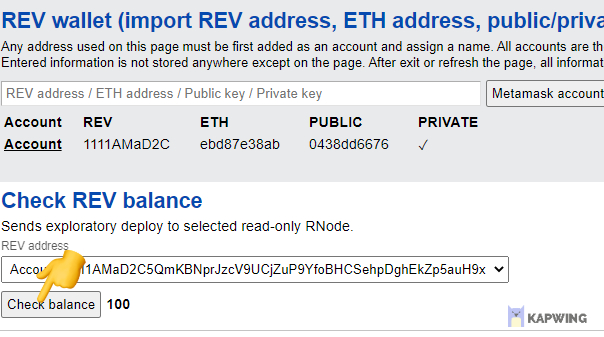 REV wallet (import REV address, ETH address, public/priva
Any address used on this page must be first added as an account and assign a name. All accounts are th
Entered information is not stored anywhere except on the page. After exit or refresh the page, all informat
REV address / ETH address / Public key / Private key
Metamask account
Account REV ETH PUBLIC PRIVATE
Account 1111AMaD2C ebd87e38ab 0438dd6676 ✓
Check REV balance
Sends exploratory deploy to selected read-only RNode.
REV address
Accou 11AMaD2C5QmKBNprJzcV9UCjZuP9YfoBHCSehpDghEkZp5auH9x
Check balance 100
KAPWING